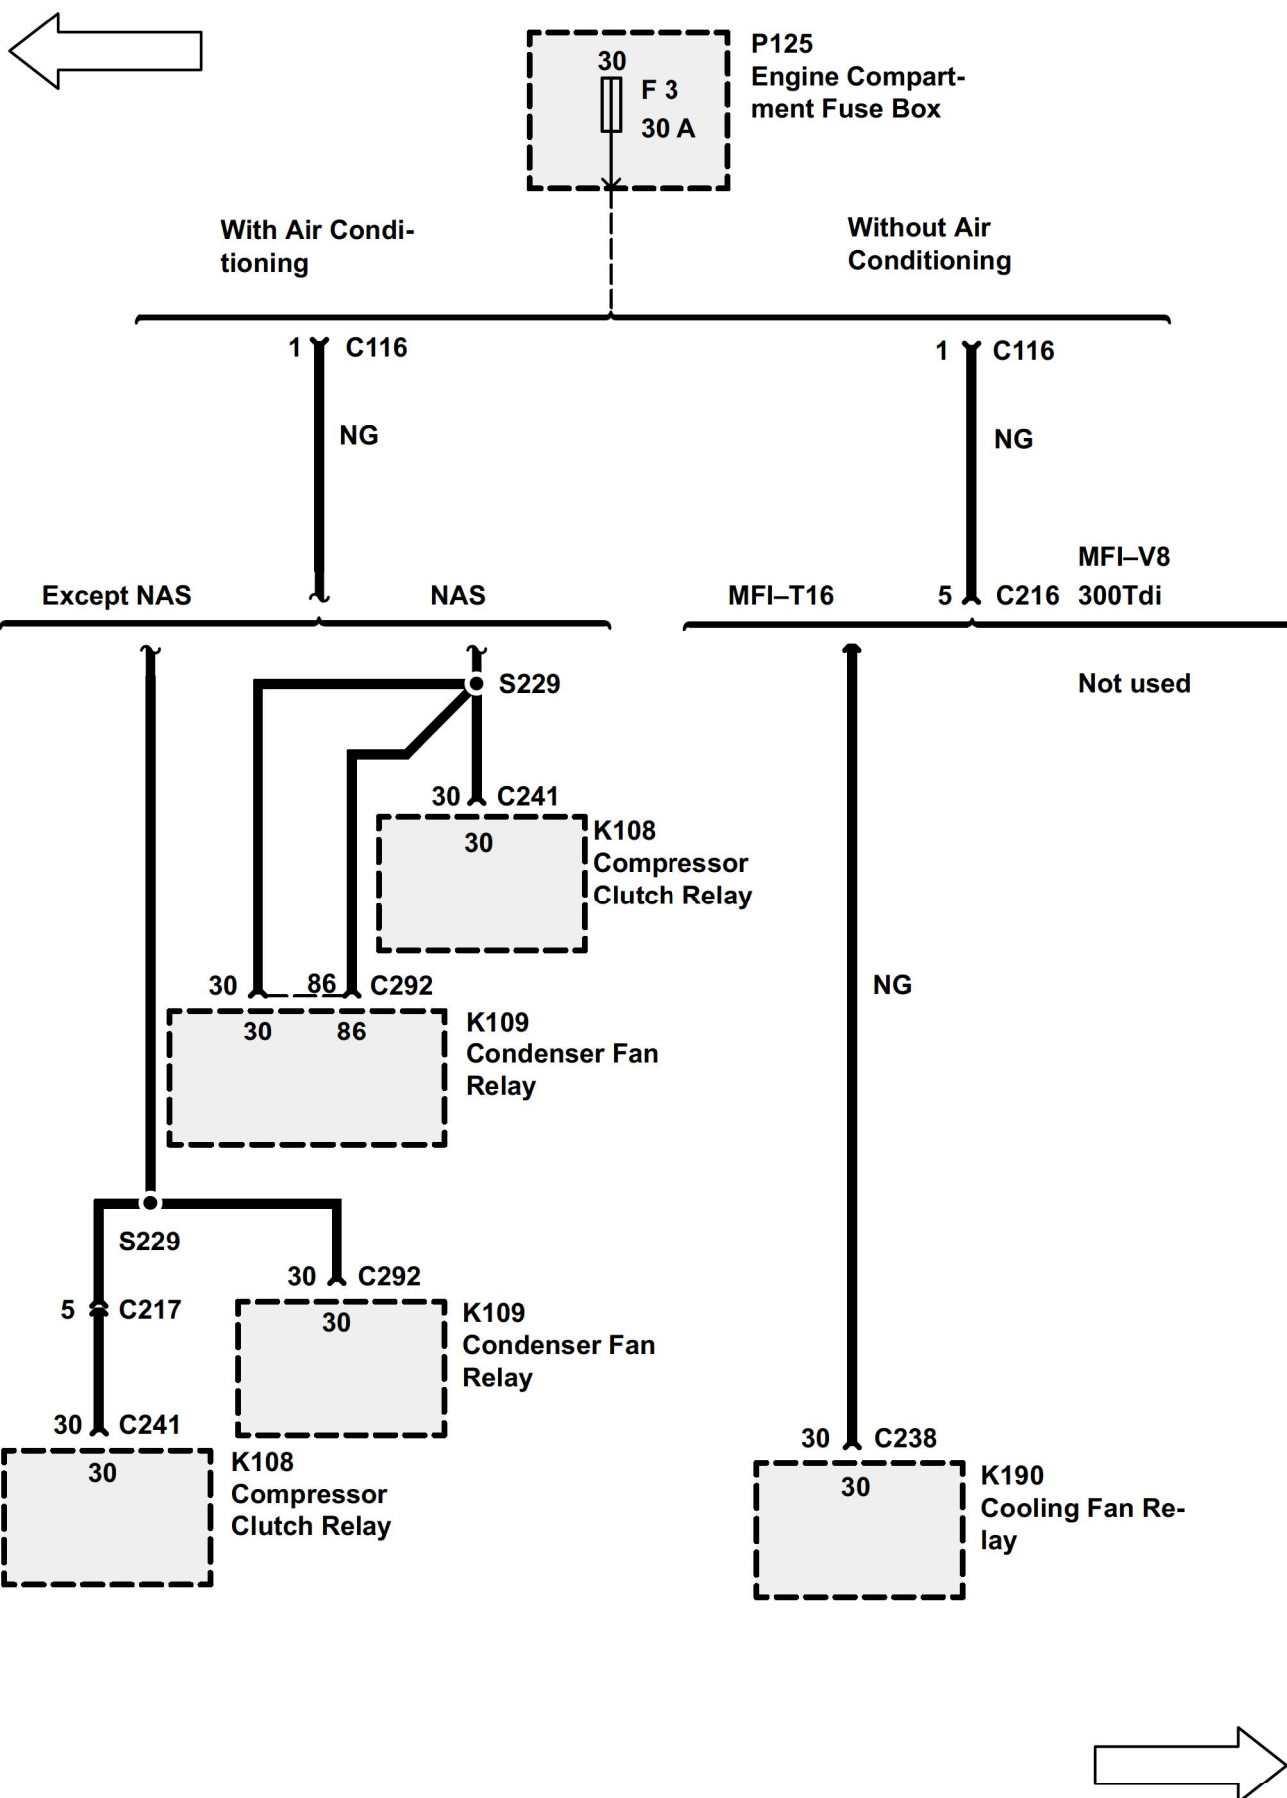 30
F 3
30 A
P125
Engine Compart-
ment Fuse Box
With Air Condi-
tioning
Without Air
Conditioning
1 C116
1 C116
NG
NG
Except NAS
NAS
MFI–T16
5 C216
MFI–V8
300Tdi
S229
Not used
30 C241
30
K108
Compressor
Clutch Relay
30 86 C292
30 86
K109
Condenser Fan
Relay
NG
S229
30 C292
30
K109
Condenser Fan
Relay
5 C217
30 C241
30
K108
Compressor
Clutch Relay
30 C238
30
K190
Cooling Fan Re-
lay